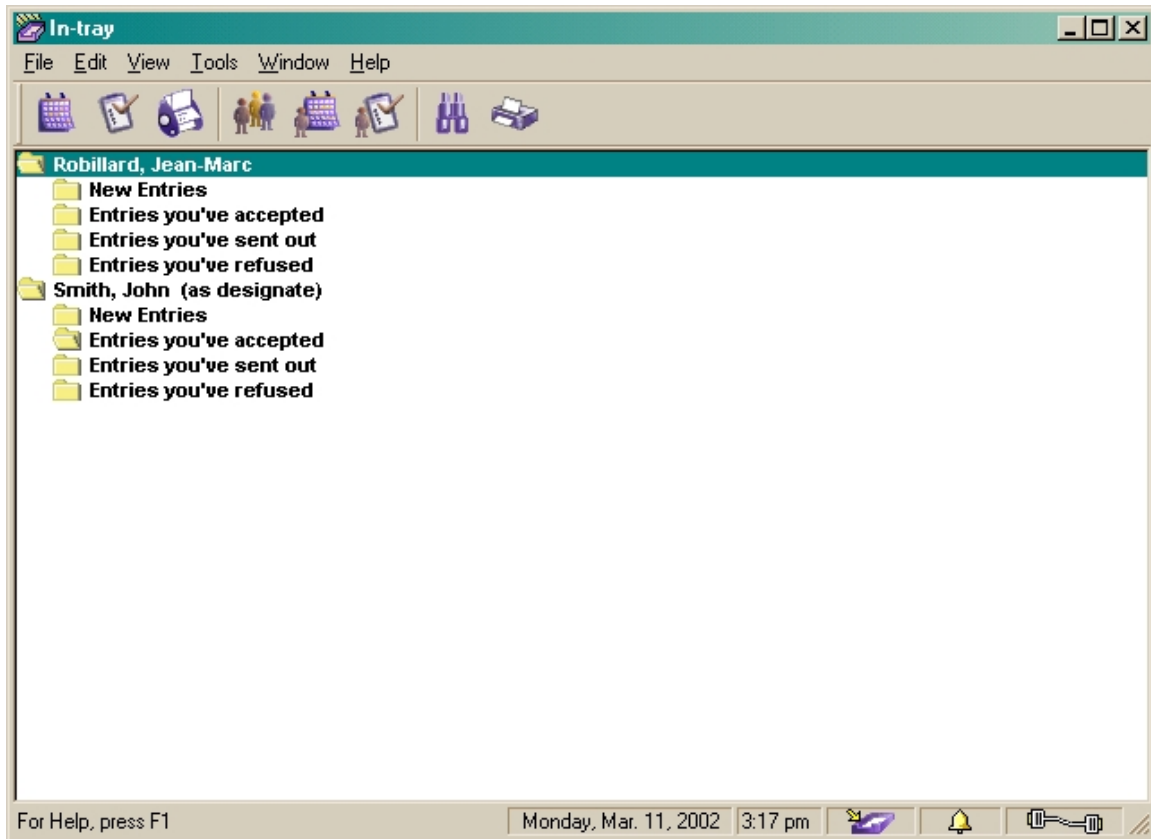 In-tray
File Edit View Tools Window Help
Robillard, Jean-Marc
New Entries
Entries you've accepted
Entries you've sent out
Entries you've refused
Smith, John (as designate)
New Entries
Entries you've accepted
Entries you've sent out
Entries you've refused
For Help, press F1 Monday, Mar. 11, 2002 3:17 pm